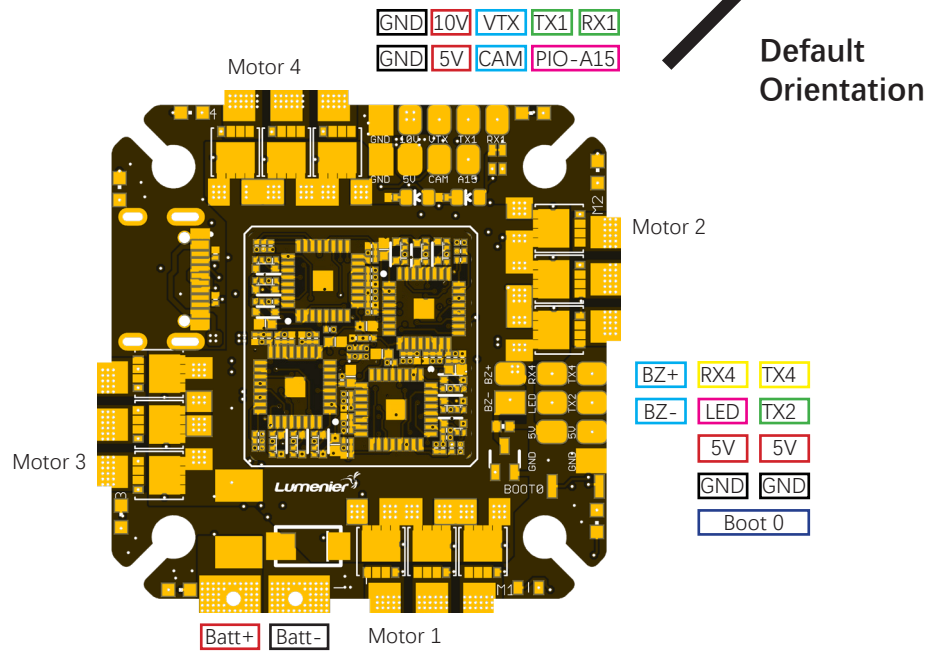 GND 10V VTX TX1 RX1
GND 5V CAM PIO-A15
Default
Orientation
Motor 4
4
GND 10V VTX TX1 RX1
GND 5V CAM A15
M2
Motor 2
BZ+ RX4 TX4
BZ- LED TX2
5V 5V
GND GND
BZ+ RX4 TX4
BZ- LED TX2
5V 5V
GND GND
Boot 0
BOOT0
Motor 3
3
Lumenier
M1
1
Batt+ Batt- Motor 1